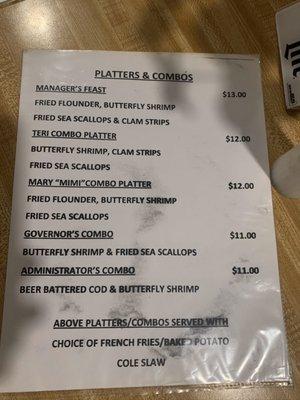 PLATTERS & COMBOS
MANAGER'S FEAST $13.00
FRIED FLOUNDER, BUTTERFLY SHRIMP
FRIED SEA SCALLOPS & CLAM STRIPS
TERI COMBO PLATTER $12.00
BUTTERFLY SHRIMP, CLAM STRIPS
FRIED SEA SCALLOPS
MARY "MIMI"COMBO PLATTER $12.00
FRIED FLOUNDER, BUTTERFLY SHRIMP
FRIED SEA SCALLOPS
GOVERNOR'S COMBO $11.00
BUTTERFLY SHRIMP & FRIED SEA SCALLOPS
ADMINISTRATOR'S COMBO $11.00
BEER BATTERED COD & BUTTERFLY SHRIMP
ABOVE PLATTERS/COMBOS SERVED WITH
CHOICE OF FRENCH FRIES/BAKED POTATO
COLE SLAW